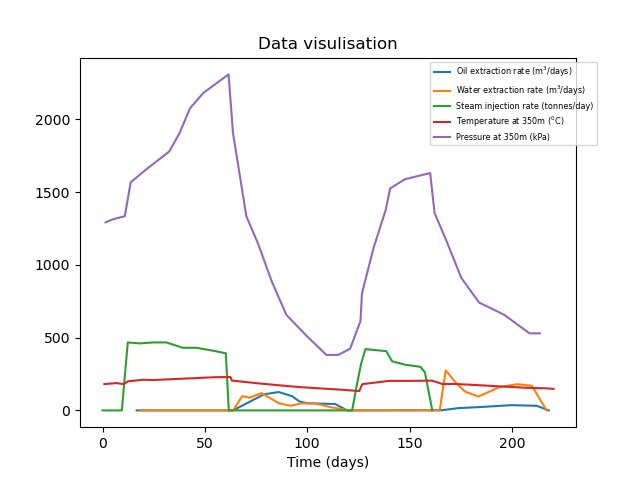 Data visulisation
Oil extraction rate (m³/days)
Water extraction rate (m³/days)
Steam injection rate (tonnes/day)
Temperature at 350m (⁰C)
Pressure at 350m (kPa)
2000
1500
1000
500
0
0 50 100 150 200
Time (days)